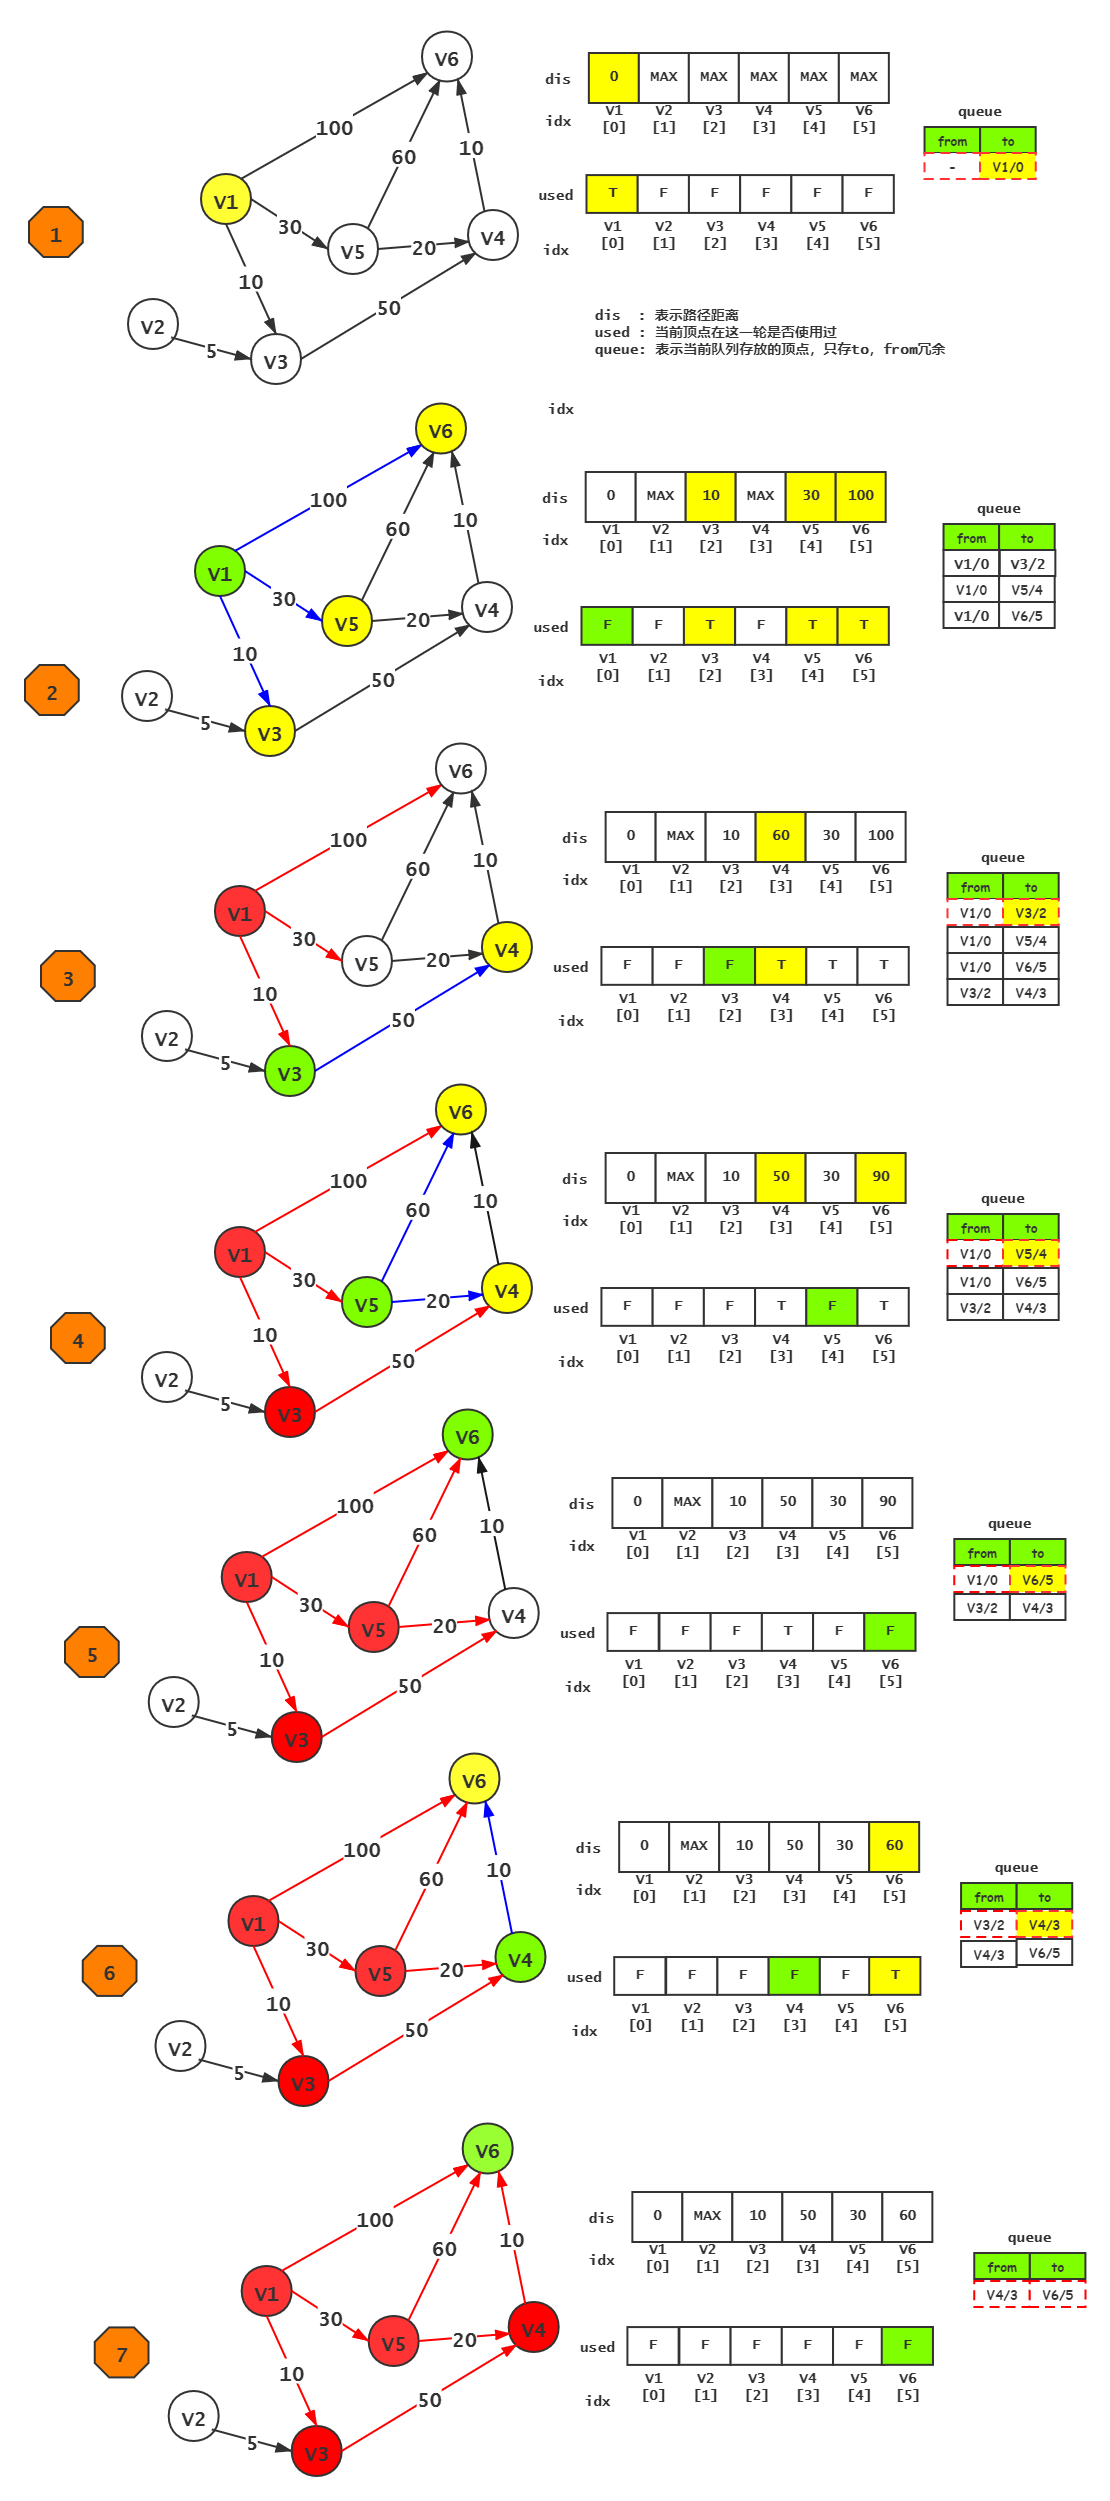 V6
100
60
10
V1
30
V5
20
V4
10
50
V2
5
V3
1
dis 0 MAX MAX MAX MAX MAX
idx V1 V2 V3 V4 V5 V6
[0] [1] [2] [3] [4] [5]
used T F F F F F
idx V1 V2 V3 V4 V5 V6
[0] [1] [2] [3] [4] [5]
queue
from to
- V1/0
dis : 表示路径距离
used : 当前顶点在这一轮是否使用过
queue: 表示当前队列存放的顶点, 只存to, from冗余
idx
V6
100
60
10
V1
30
V5
20
V4
10
50
V2
5
V3
2
dis 0 MAX 10 MAX 30 100
idx V1 V2 V3 V4 V5 V6
[0] [1] [2] [3] [4] [5]
used F F T F T T
idx V1 V2 V3 V4 V5 V6
[0] [1] [2] [3] [4] [5]
queue
from to
V1/0 V3/2
V1/0 V5/4
V1/0 V6/5
V6
100
60
10
V1
30
V5
20
V4
10
50
V2
5
V3
3
dis 0 MAX 10 60 30 100
idx V1 V2 V3 V4 V5 V6
[0] [1] [2] [3] [4] [5]
used F F F T T T
idx V1 V2 V3 V4 V5 V6
[0] [1] [2] [3] [4] [5]
queue
from to
V1/0 V3/2
V1/0 V5/4
V1/0 V6/5
V3/2 V4/3
V6
100
60
10
V1
30
V5
20
V4
10
50
V2
5
V3
4
dis 0 MAX 10 50 30 90
idx V1 V2 V3 V4 V5 V6
[0] [1] [2] [3] [4] [5]
used F F F T F T
idx V1 V2 V3 V4 V5 V6
[0] [1] [2] [3] [4] [5]
queue
from to
V1/0 V5/4
V1/0 V6/5
V3/2 V4/3
V6
100
60
10
V1
30
V5
20
V4
10
50
V2
5
V3
5
dis 0 MAX 10 50 30 90
idx V1 V2 V3 V4 V5 V6
[0] [1] [2] [3] [4] [5]
used F F F T F F
idx V1 V2 V3 V4 V5 V6
[0] [1] [2] [3] [4] [5]
queue
from to
V1/0 V6/5
V3/2 V4/3
V6
100
60
10
V1
30
V5
20
V4
10
50
V2
5
V3
6
dis 0 MAX 10 50 30 60
idx V1 V2 V3 V4 V5 V6
[0] [1] [2] [3] [4] [5]
used F F F F F T
idx V1 V2 V3 V4 V5 V6
[0] [1] [2] [3] [4] [5]
queue
from to
V3/2 V4/3
V4/3 V6/5
V6
100
60
10
V1
30
V5
20
V4
10
50
V2
5
V3
7
dis 0 MAX 10 50 30 60
idx V1 V2 V3 V4 V5 V6
[0] [1] [2] [3] [4] [5]
used F F F F F F
idx V1 V2 V3 V4 V5 V6
[0] [1] [2] [3] [4] [5]
queue
from to
V4/3 V6/5